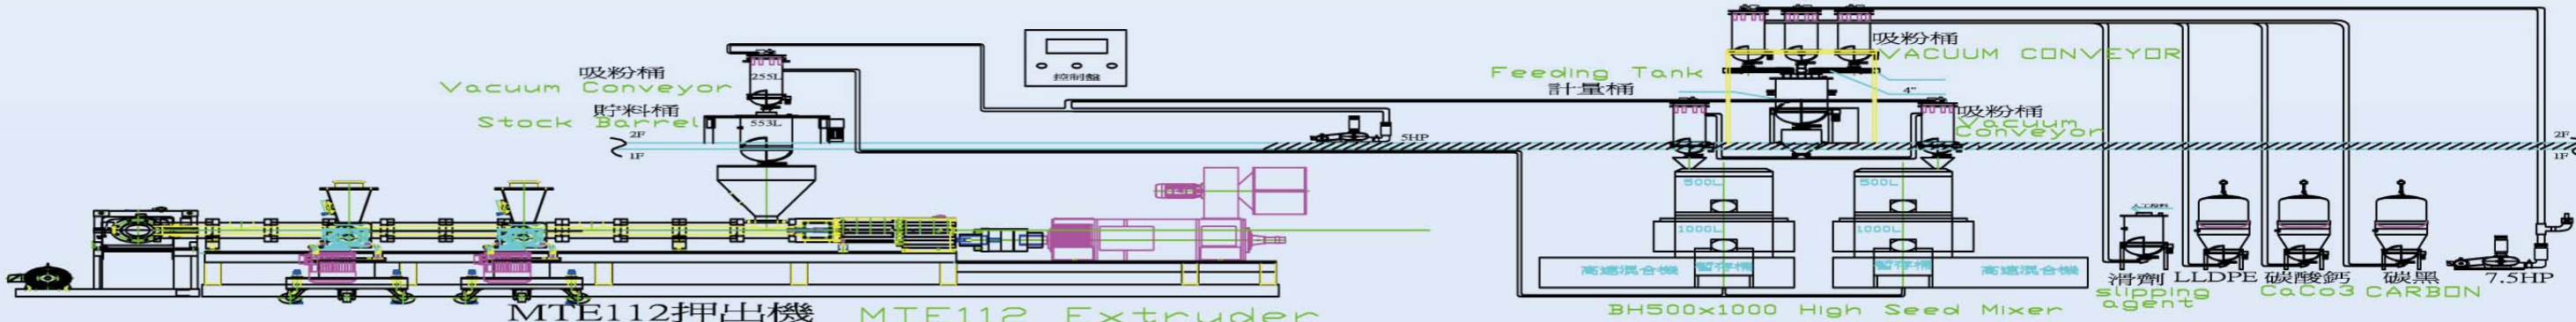 吸粉桶
Vacuum Conveyor
貯料桶
Stock Barrel
2F
1F
255L
553L
控制盤
5HP
Feeding Tank
計量桶
吸粉桶
VACUUM CONVEYOR
4"
吸粉桶
Vacuum
Conveyor
2F
1F
500L
1000L
500L
1000L
高速混合機
暫存桶
暫存桶
高速混合機
滑劑
slipping
agent
LLDPE
碳酸鈣
CaCo3
碳黑
CARBON
7.5HP
MTE112押出機
MTE112 Extruder
BH500x1000 High Seed Mixer